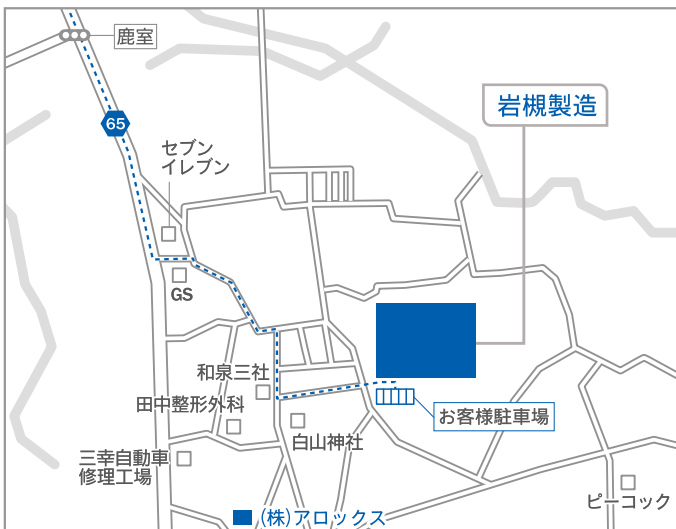 鹿室
岩槻製造
65
セブン
イレブン
GS
和泉三社
田中整形外科
お客様駐車場
白山神社
三幸自動車
修理工場
ピーコック
(株)アロックス